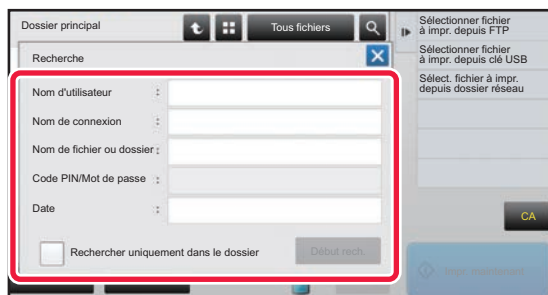 Dossier principal
Tous fichiers
Recherche
Nom d'utilisateur :
Nom de connexion :
Nom de fichier ou dossier :
Code PIN/Mot de passe :
Date :
Rechercher uniquement dans le dossier
Début rech.
Sélectionner fichier
à impr. depuis FTP
Sélectionner fichier
à impr. depuis clé USB
Sélect. fichier à impr.
depuis dossier réseau
CA